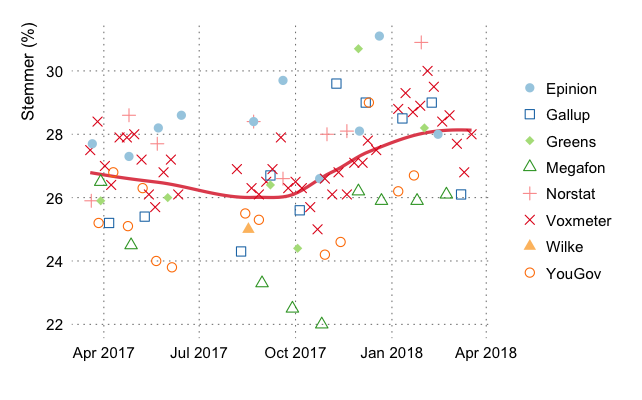 Stemmer (%)
30
28
26
24
22
Apr 2017 Jul 2017 Oct 2017 Jan 2018 Apr 2018
Epinion
Gallup
Greens
Megafon
Norstat
Voxmeter
Wilke
YouGov